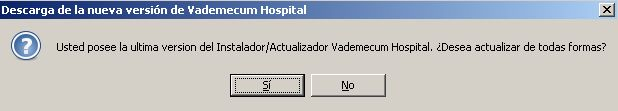 Descarga de la nueva versión de Vademecum Hospital
Usted posee la ultima version del Instalador/Actualizador Vademecum Hospital. ¿Desea actualizar de todas formas?
Sí No